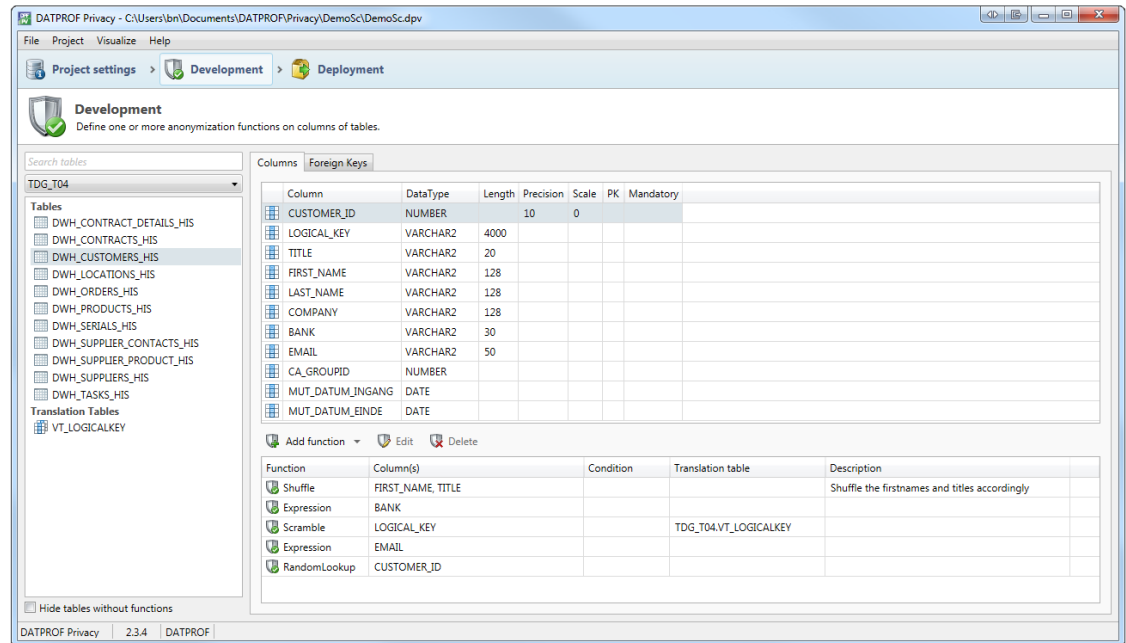 DATPROF Privacy - C:\Users\bn\Documents\DATPROF\Privacy\DemoSc\DemoSc.dpv
File Project Visualize Help
Project settings > Development > Deployment
Development
Define one or more anonymization functions on columns of tables.
Search tables
TDG_T04
Tables
DWH_CONTRACT_DETAILS_HIS
DWH_CONTRACTS_HIS
DWH_CUSTOMERS_HIS
DWH_LOCATIONS_HIS
DWH_ORDERS_HIS
DWH_PRODUCTS_HIS
DWH_SERIALS_HIS
DWH_SUPPLIER_CONTACTS_HIS
DWH_SUPPLIER_PRODUCT_HIS
DWH_SUPPLIERS_HIS
DWH_TASKS_HIS
Translation Tables
VT_LOGICALKEY
Hide tables without functions
Columns Foreign Keys
Column DataType Length Precision Scale PK Mandatory
CUSTOMER_ID NUMBER 10 0
LOGICAL_KEY VARCHAR2 4000
TITLE VARCHAR2 20
FIRST_NAME VARCHAR2 128
LAST_NAME VARCHAR2 128
COMPANY VARCHAR2 128
BANK VARCHAR2 30
EMAIL VARCHAR2 50
CA_GROUPID NUMBER
MUT_DATUM_INGANG DATE
MUT_DATUM_EINDE DATE
Add function Edit Delete
Function Column(s) Condition Translation table Description
Shuffle FIRST_NAME, TITLE Shuffle the firstnames and titles accordingly
Expression BANK
Scramble LOGICAL_KEY TDG_T04.VT_LOGICALKEY
Expression EMAIL
RandomLookup CUSTOMER_ID
DATPROF Privacy 2.3.4 DATPROF